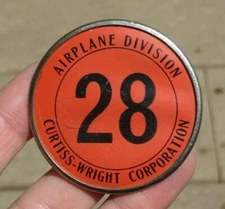 AIRPLANE DIVISION
28
CURTISS-WRIGHT CORPORATION